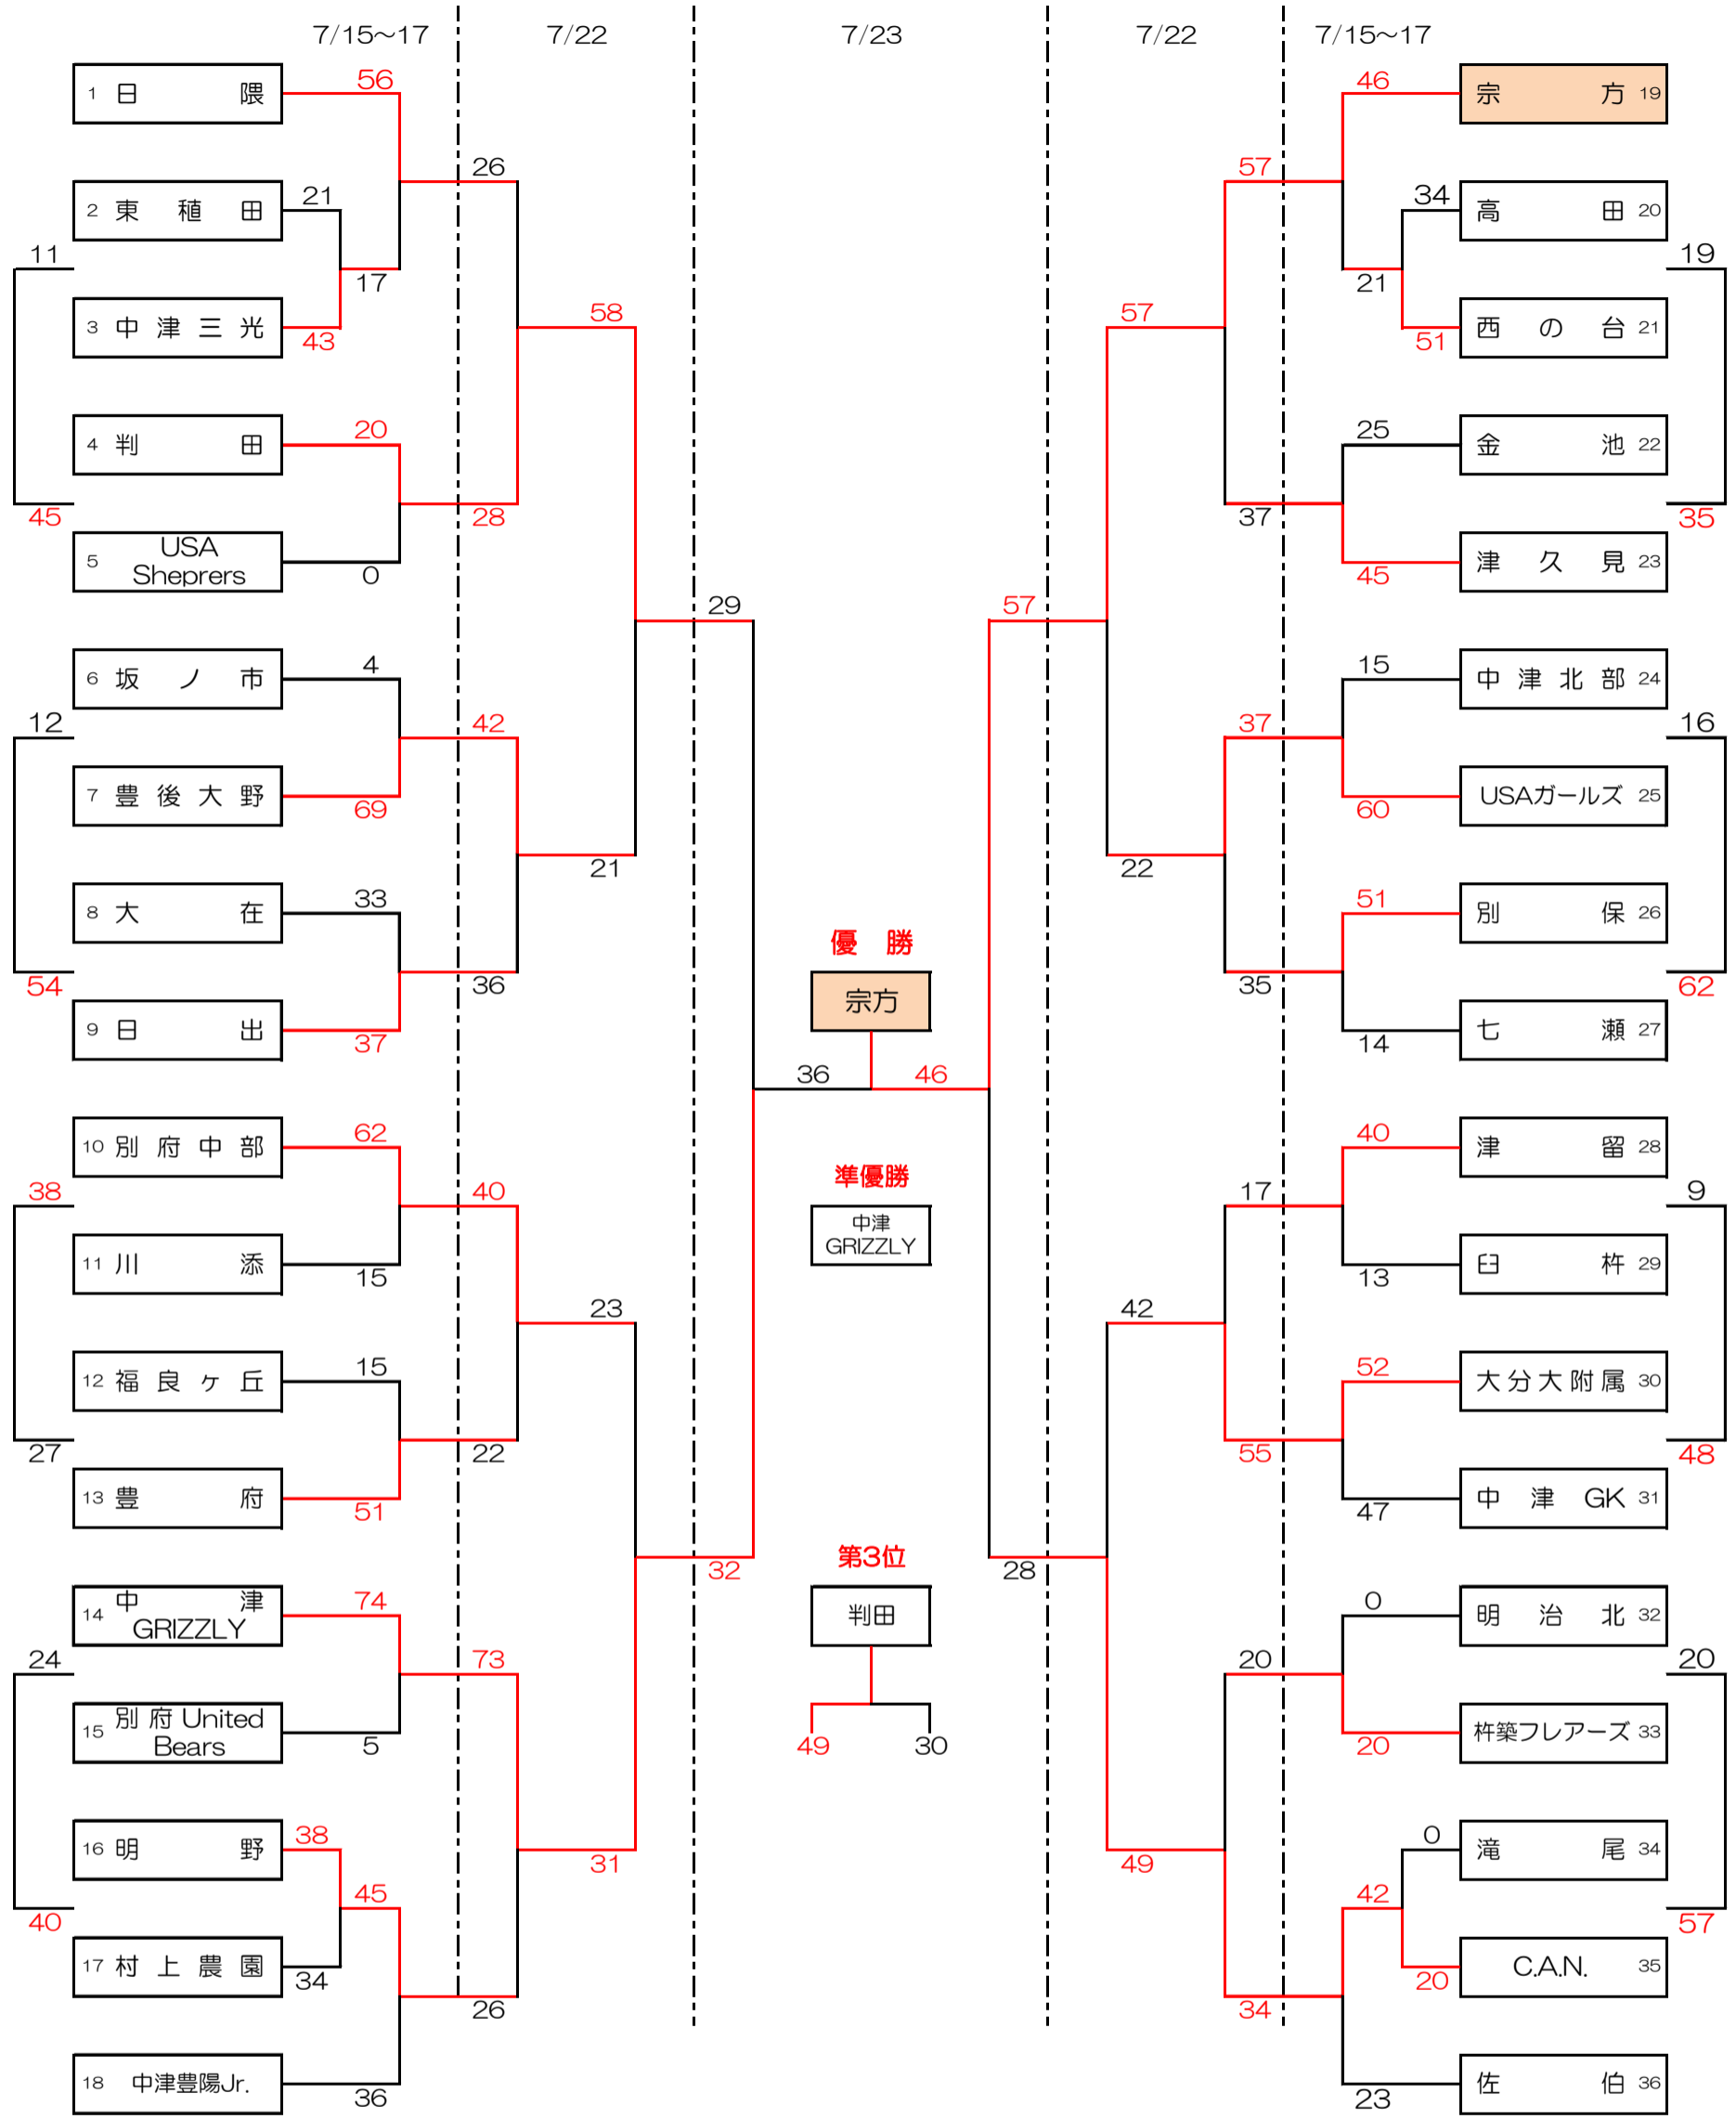 7/15～17 7/22 7/23 7/22 7/15～17
56 46
1 日隈 宗方 19
26 57
21 34
2 東稙田 高田 20
11 19
17 21
58 57
3 中津三光 西の台 21
43 51
20 25
4 判田 金池 22
45 28 37 35
USA
5 Sheprers 津久見 23
0 45
29 57
4 15
6 坂ノ市 中津北部 24
12 42 37 16
7 豊後大野 USAガールズ 25
69 60
21 22
33 51
8 大在 別保 26
優勝
54 36 35 62
宗方
9 日出 七瀬 27
37 14
36 46
62 40
10 別府中部 津留 28
準優勝
38 40 17 9
中津
GRIZZLY
11 川添 臼杵 29
15 13
23 42
15 52
12 福良ヶ丘 大分大附属 30
27 22 55 48
13 豊府 中津GK 31
51 47
第3位
32 28
74 0
14 中津 明治北 32
GRIZZLY
判田
24 73 20 20
15 別府United 杵築フレアーズ 33
Bears
5 49 30 20
38 0
16 明野 滝尾 34
31 49
45 42
40 57
17 村上農園 C.A.N. 35
34 20
26 34
18 中津豊陽Jr. 佐伯 36
36 23